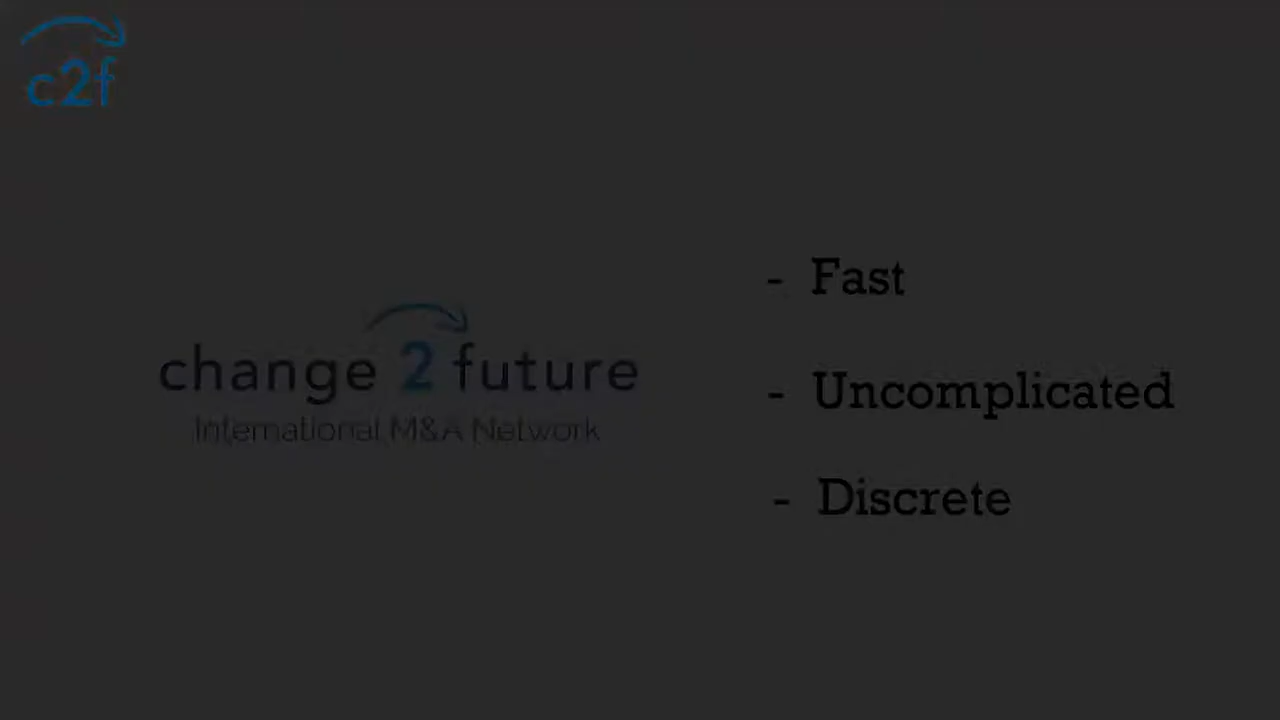 c2f
change 2 future
International M&A Network
- Fast
- Uncomplicated
- Discrete